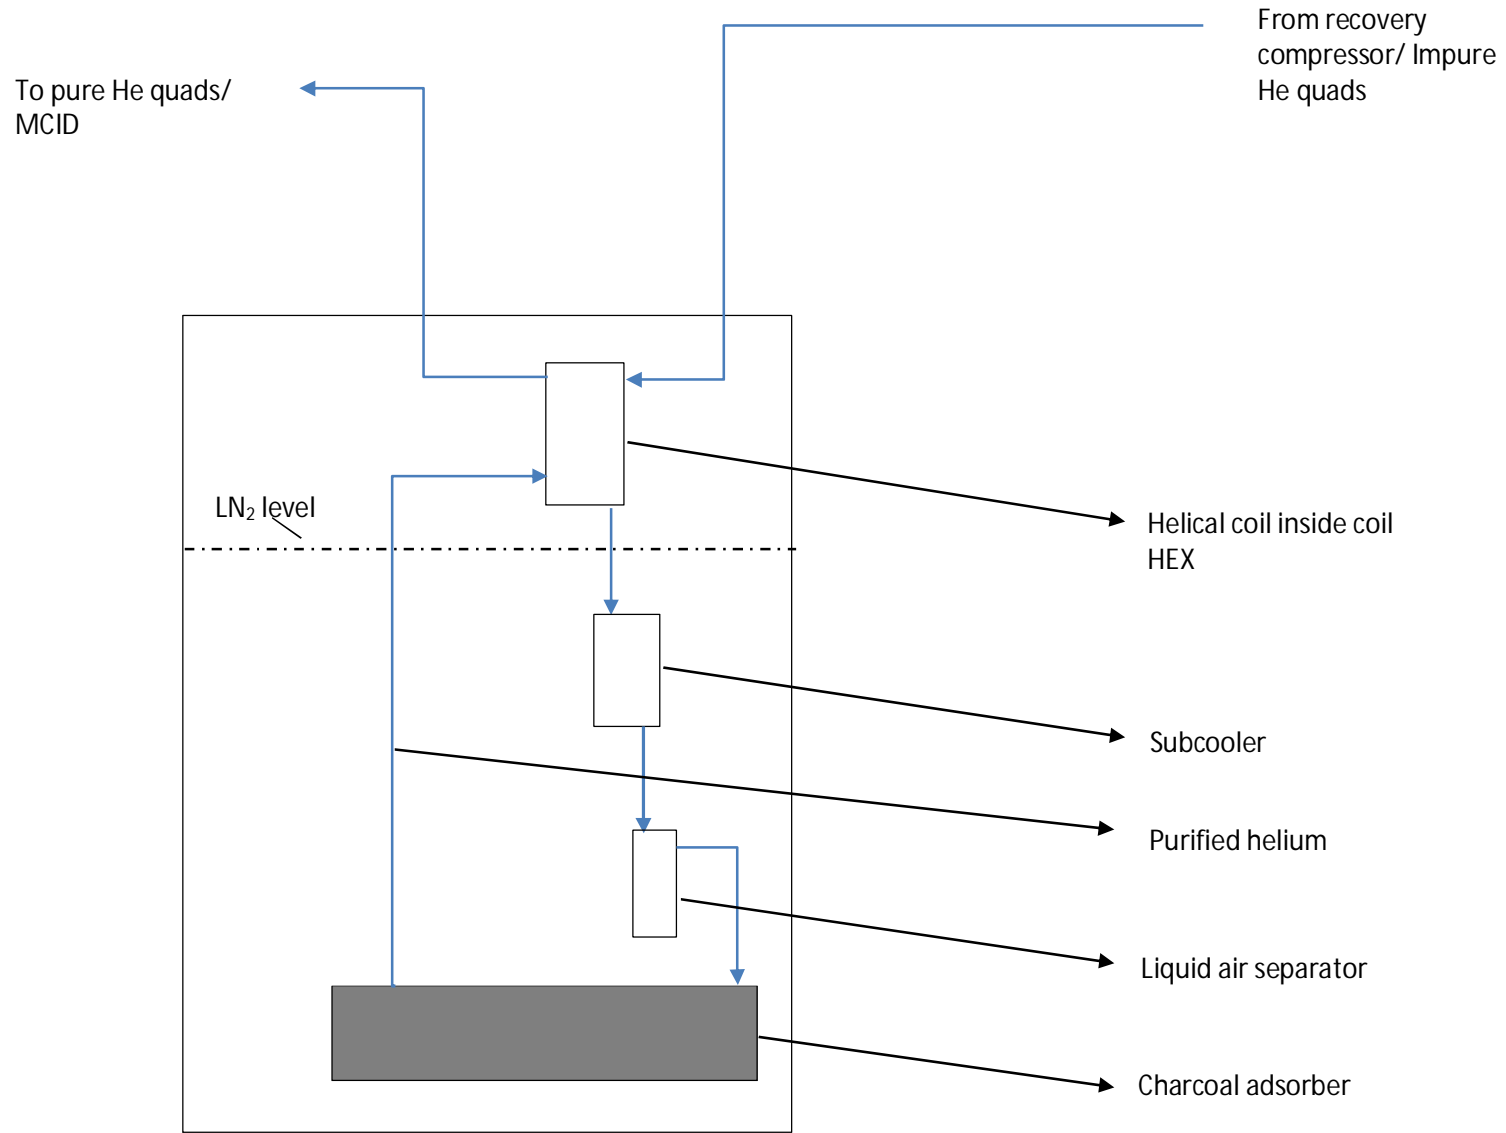 From recovery
compressor/ Impure
He quads
To pure He quads/
MCID
LN₂ level
Helical coil inside coil
HEX
Subcooler
Purified helium
Liquid air separator
Charcoal adsorber